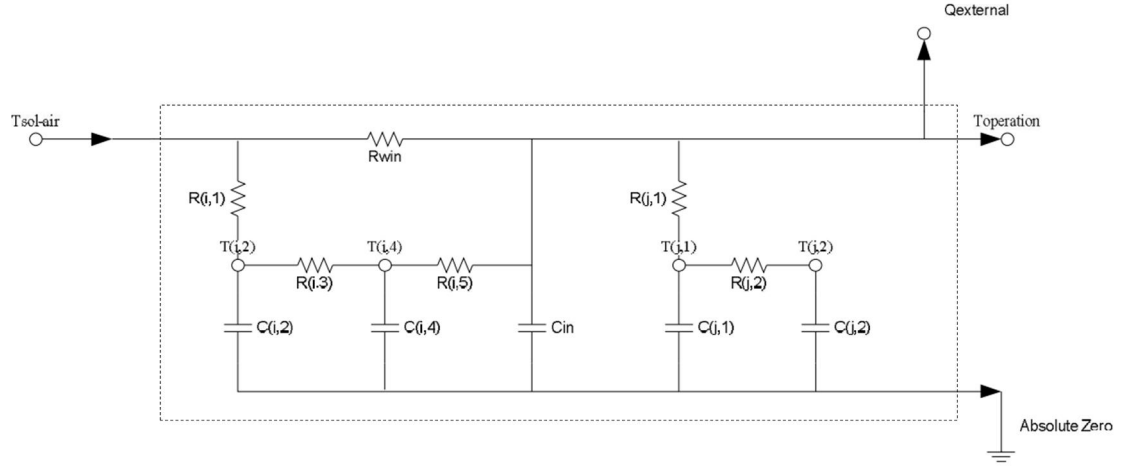 Qexternal
Tsol-air
Toperation
Rwin
R(i,1)
R(j,1)
T(i,2)
T(i,4)
T(j,1)
T(j,2)
R(i.3)
R(i,5)
R(j,2)
C(i,2)
C(i,4)
Cin
C(j,1)
C(j,2)
Absolute Zero